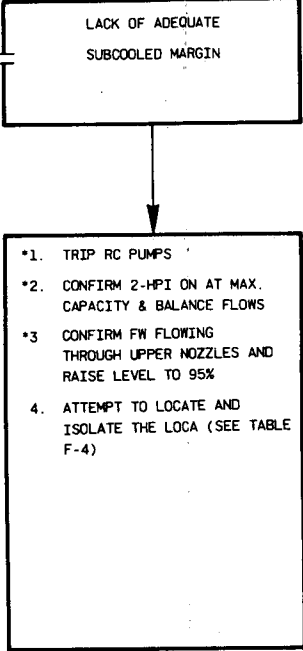 LACK OF ADEQUATE
SUBCOOLED MARGIN
*1. TRIP RC PUMPS
*2. CONFIRM 2-HPI ON AT MAX.
CAPACITY & BALANCE FLOWS
*3 CONFIRM FW FLOWING
THROUGH UPPER NOZZLES AND
RAISE LEVEL TO 95%
4. ATTEMPT TO LOCATE AND
ISOLATE THE LOCA (SEE TABLE
F-4)